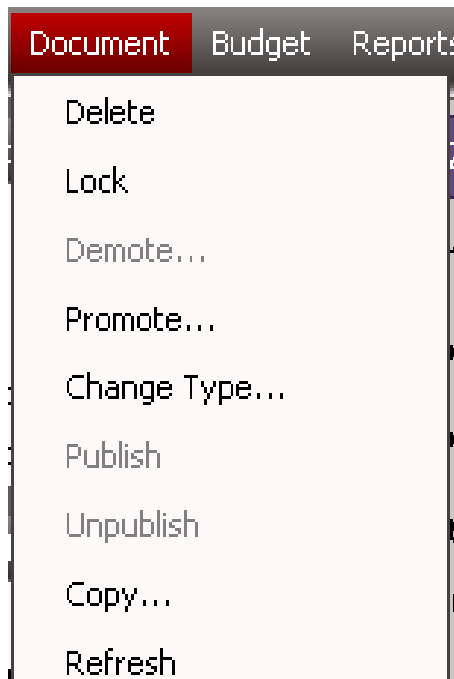 Document Budget Reports
Delete
Lock
Demote...
Promote...
Change Type...
Publish
Unpublish
Copy...
Refresh